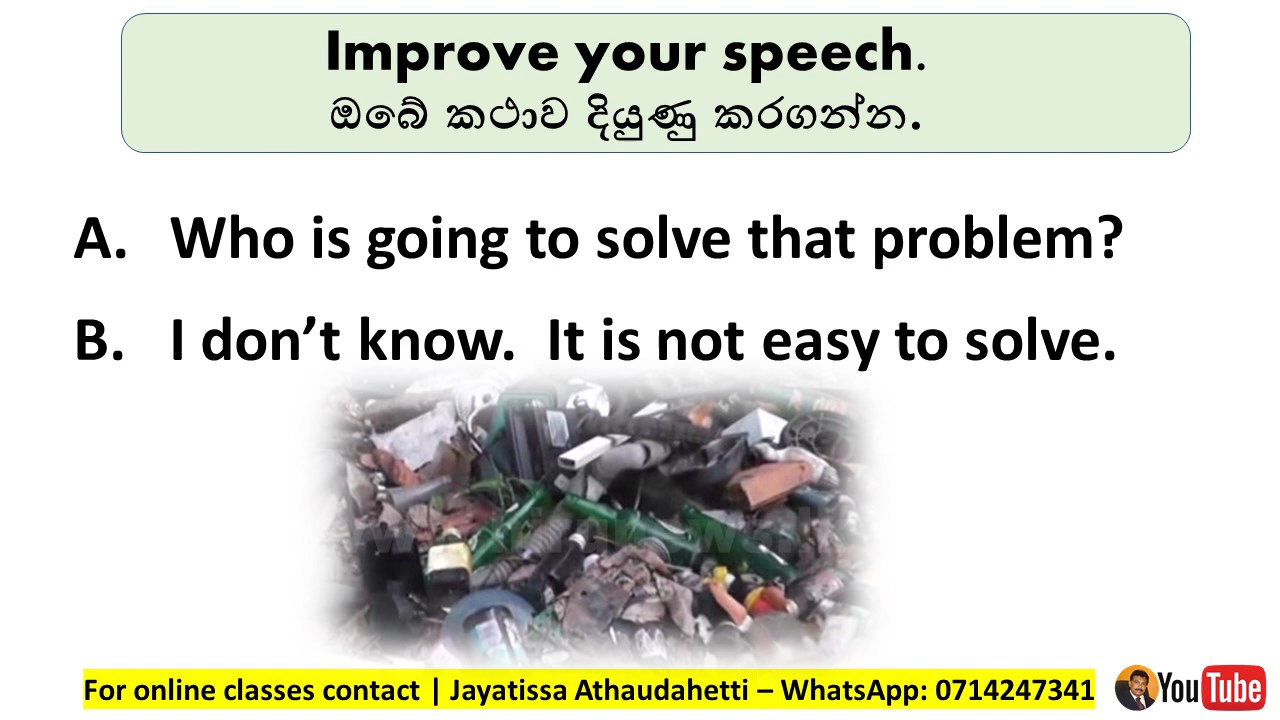 Improve your speech.
ඔබේ කථාව දියුණු කරගන්න.
A. Who is going to solve that problem?
B. I don’t know. It is not easy to solve.
For online classes contact | Jayatissa Athaudahetti – WhatsApp: 0714247341
YouTube